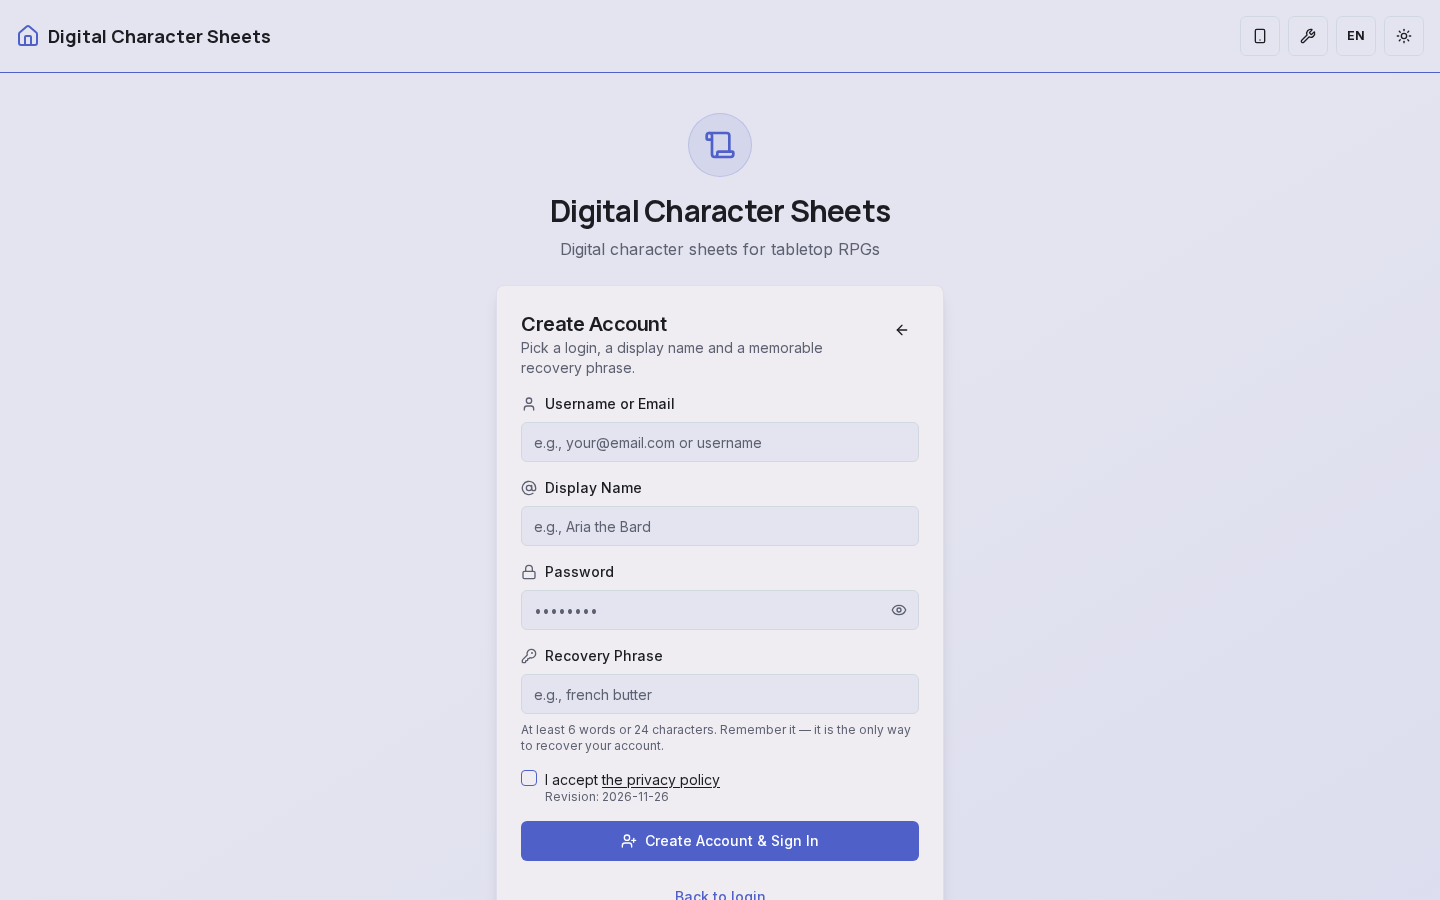 Digital Character Sheets
EN
Digital Character Sheets
Digital character sheets for tabletop RPGs
Create Account
Pick a login, a display name and a memorable
recovery phrase.
Username or Email
e.g., your@email.com or username
Display Name
e.g., Aria the Bard
Password
••••••••
Recovery Phrase
e.g., french butter
At least 6 words or 24 characters. Remember it — it is the only way
to recover your account.
I accept the privacy policy
Revision: 2026-11-26
Create Account & Sign In
Back to login